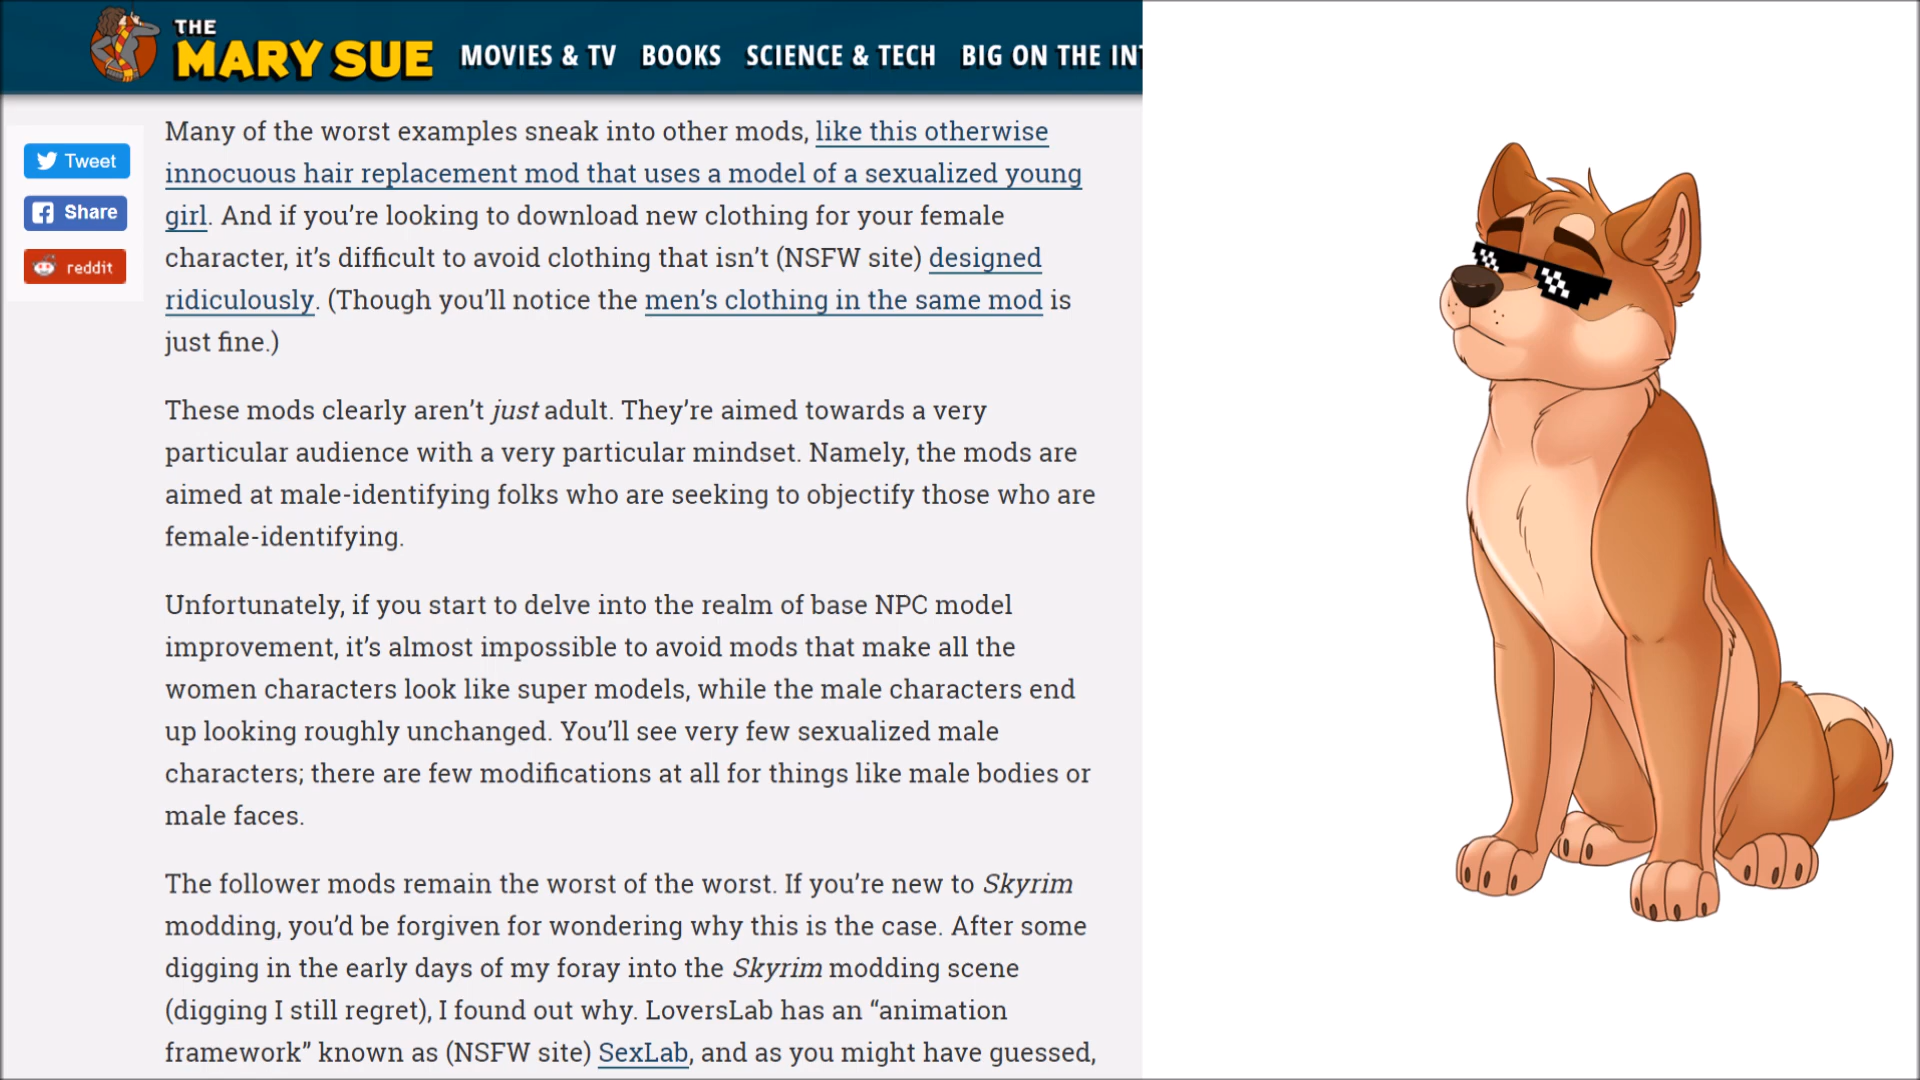 THE
MARY SUE
MOVIES & TV BOOKS SCIENCE & TECH BIG ON THE INT
Tweet
Share
reddit
Many of the worst examples sneak into other mods, like this otherwise
innocuous hair replacement mod that uses a model of a sexualized young
girl. And if you’re looking to download new clothing for your female
character, it’s difficult to avoid clothing that isn’t (NSFW site) designed
ridiculously. (Though you’ll notice the men’s clothing in the same mod is
just fine.)
These mods clearly aren’t just adult. They’re aimed towards a very
particular audience with a very particular mindset. Namely, the mods are
aimed at male-identifying folks who are seeking to objectify those who are
female-identifying.
Unfortunately, if you start to delve into the realm of base NPC model
improvement, it’s almost impossible to avoid mods that make all the
women characters look like super models, while the male characters end
up looking roughly unchanged. You’ll see very few sexualized male
characters; there are few modifications at all for things like male bodies or
male faces.
The follower mods remain the worst of the worst. If you’re new to Skyrim
modding, you’d be forgiven for wondering why this is the case. After some
digging in the early days of my foray into the Skyrim modding scene
(digging I still regret), I found out why. LoversLab has an “animation
framework” known as (NSFW site) SexLab, and as you might have guessed,